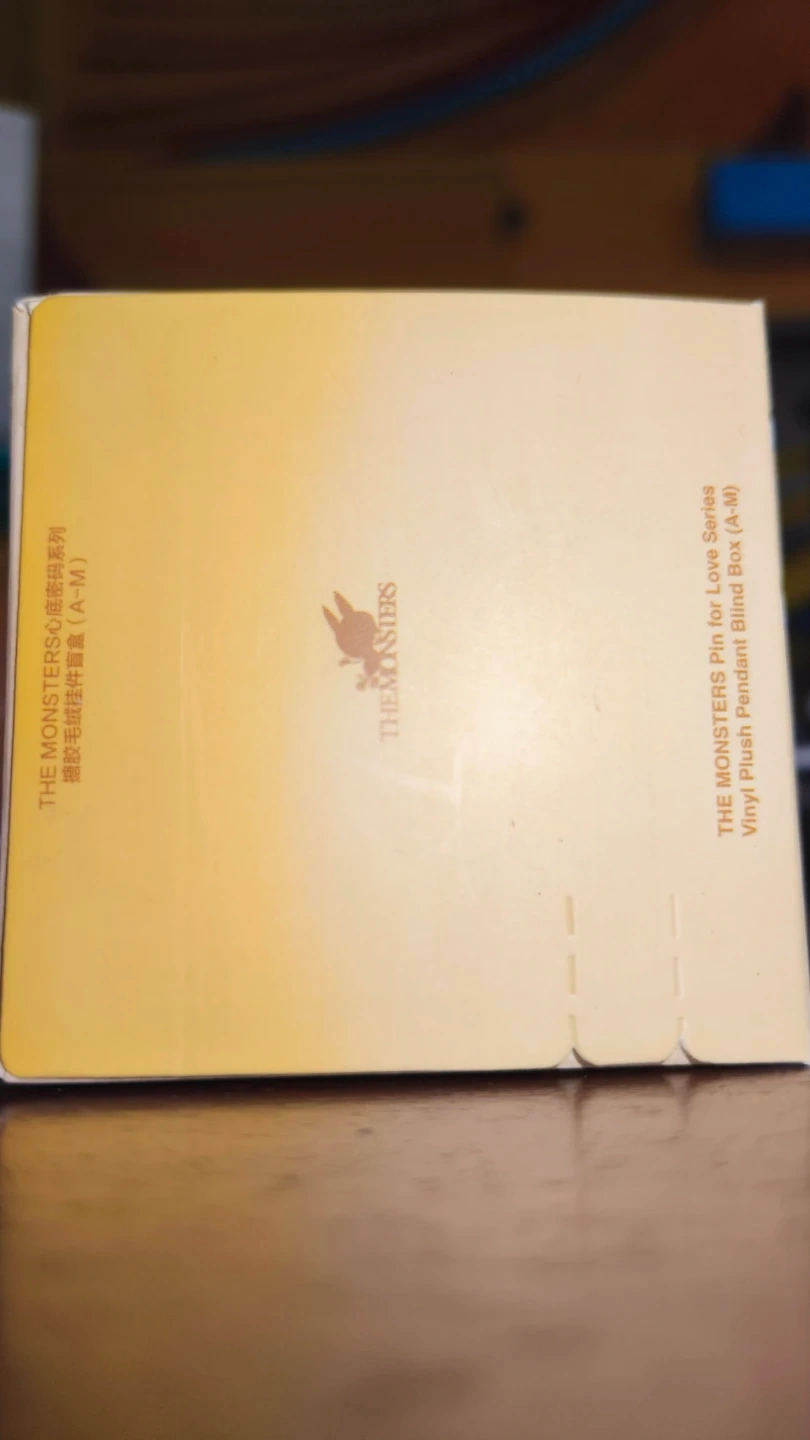 THE MONSTERS心底密码系列
搪胶毛绒挂件盲盒（A-M）
THE MONSTERS
THE MONSTERS Pin for Love Series
Vinyl Plush Pendant Blind Box (A-M)